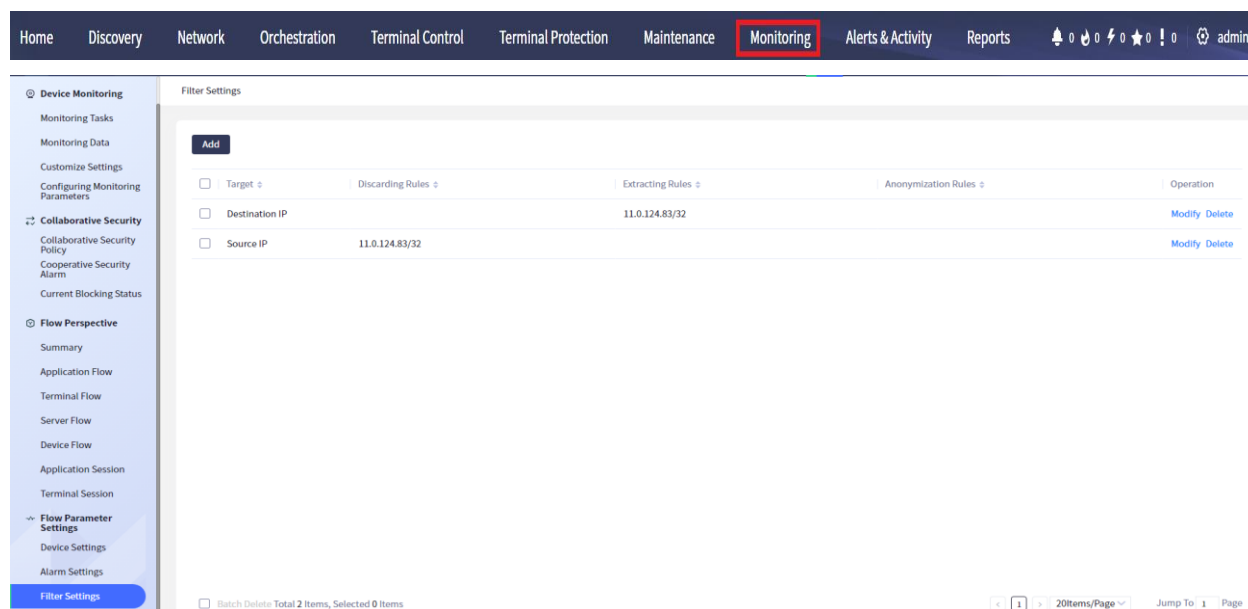 Home Discovery Network Orchestration Terminal Control Terminal Protection Maintenance Monitoring Alerts & Activity Reports 0 0 0 0 0 admin
Device Monitoring
Monitoring Tasks
Monitoring Data
Customize Settings
Configuring Monitoring
Parameters
Collaborative Security
Collaborative Security
Policy
Cooperative Security
Alarm
Current Blocking Status
Flow Perspective
Summary
Application Flow
Terminal Flow
Server Flow
Device Flow
Application Session
Terminal Session
Flow Parameter
Settings
Device Settings
Alarm Settings
Filter Settings
Filter Settings
Add
Target Discarding Rules Extracting Rules Anonymization Rules Operation
Destination IP 11.0.124.83/32 Modify Delete
Source IP 11.0.124.83/32 Modify Delete
Batch Delete Total 2 Items, Selected 0 Items < 1 > 20Items/Page Jump To 1 Page